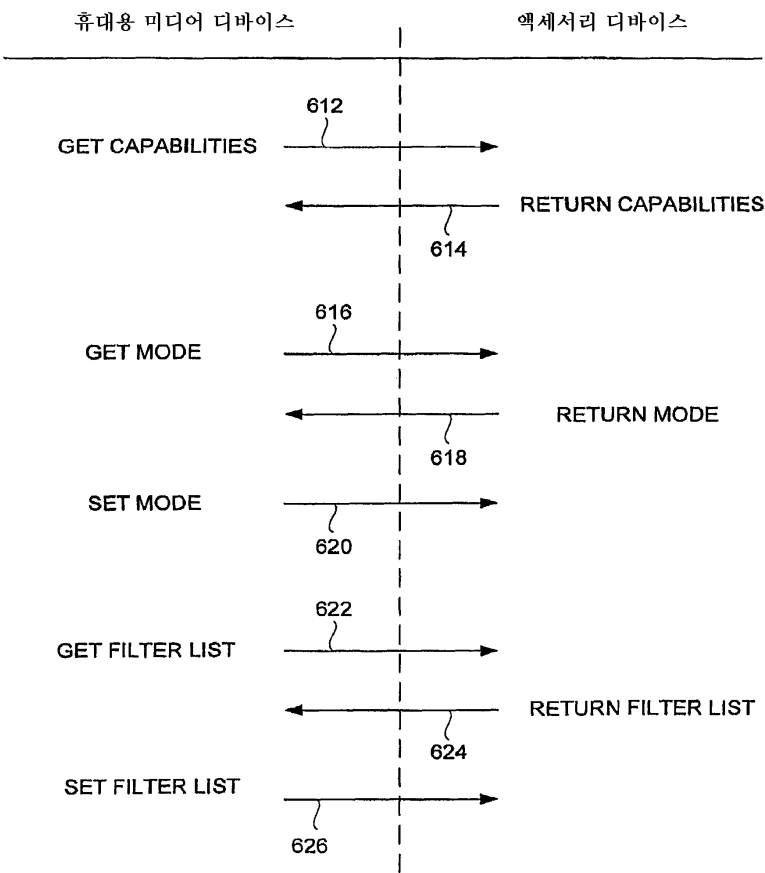 휴대용 미디어 디바이스
액세서리 디바이스
612
GET CAPABILITIES
RETURN CAPABILITIES
614
616
GET MODE
RETURN MODE
618
SET MODE
620
622
GET FILTER LIST
RETURN FILTER LIST
624
SET FILTER LIST
626